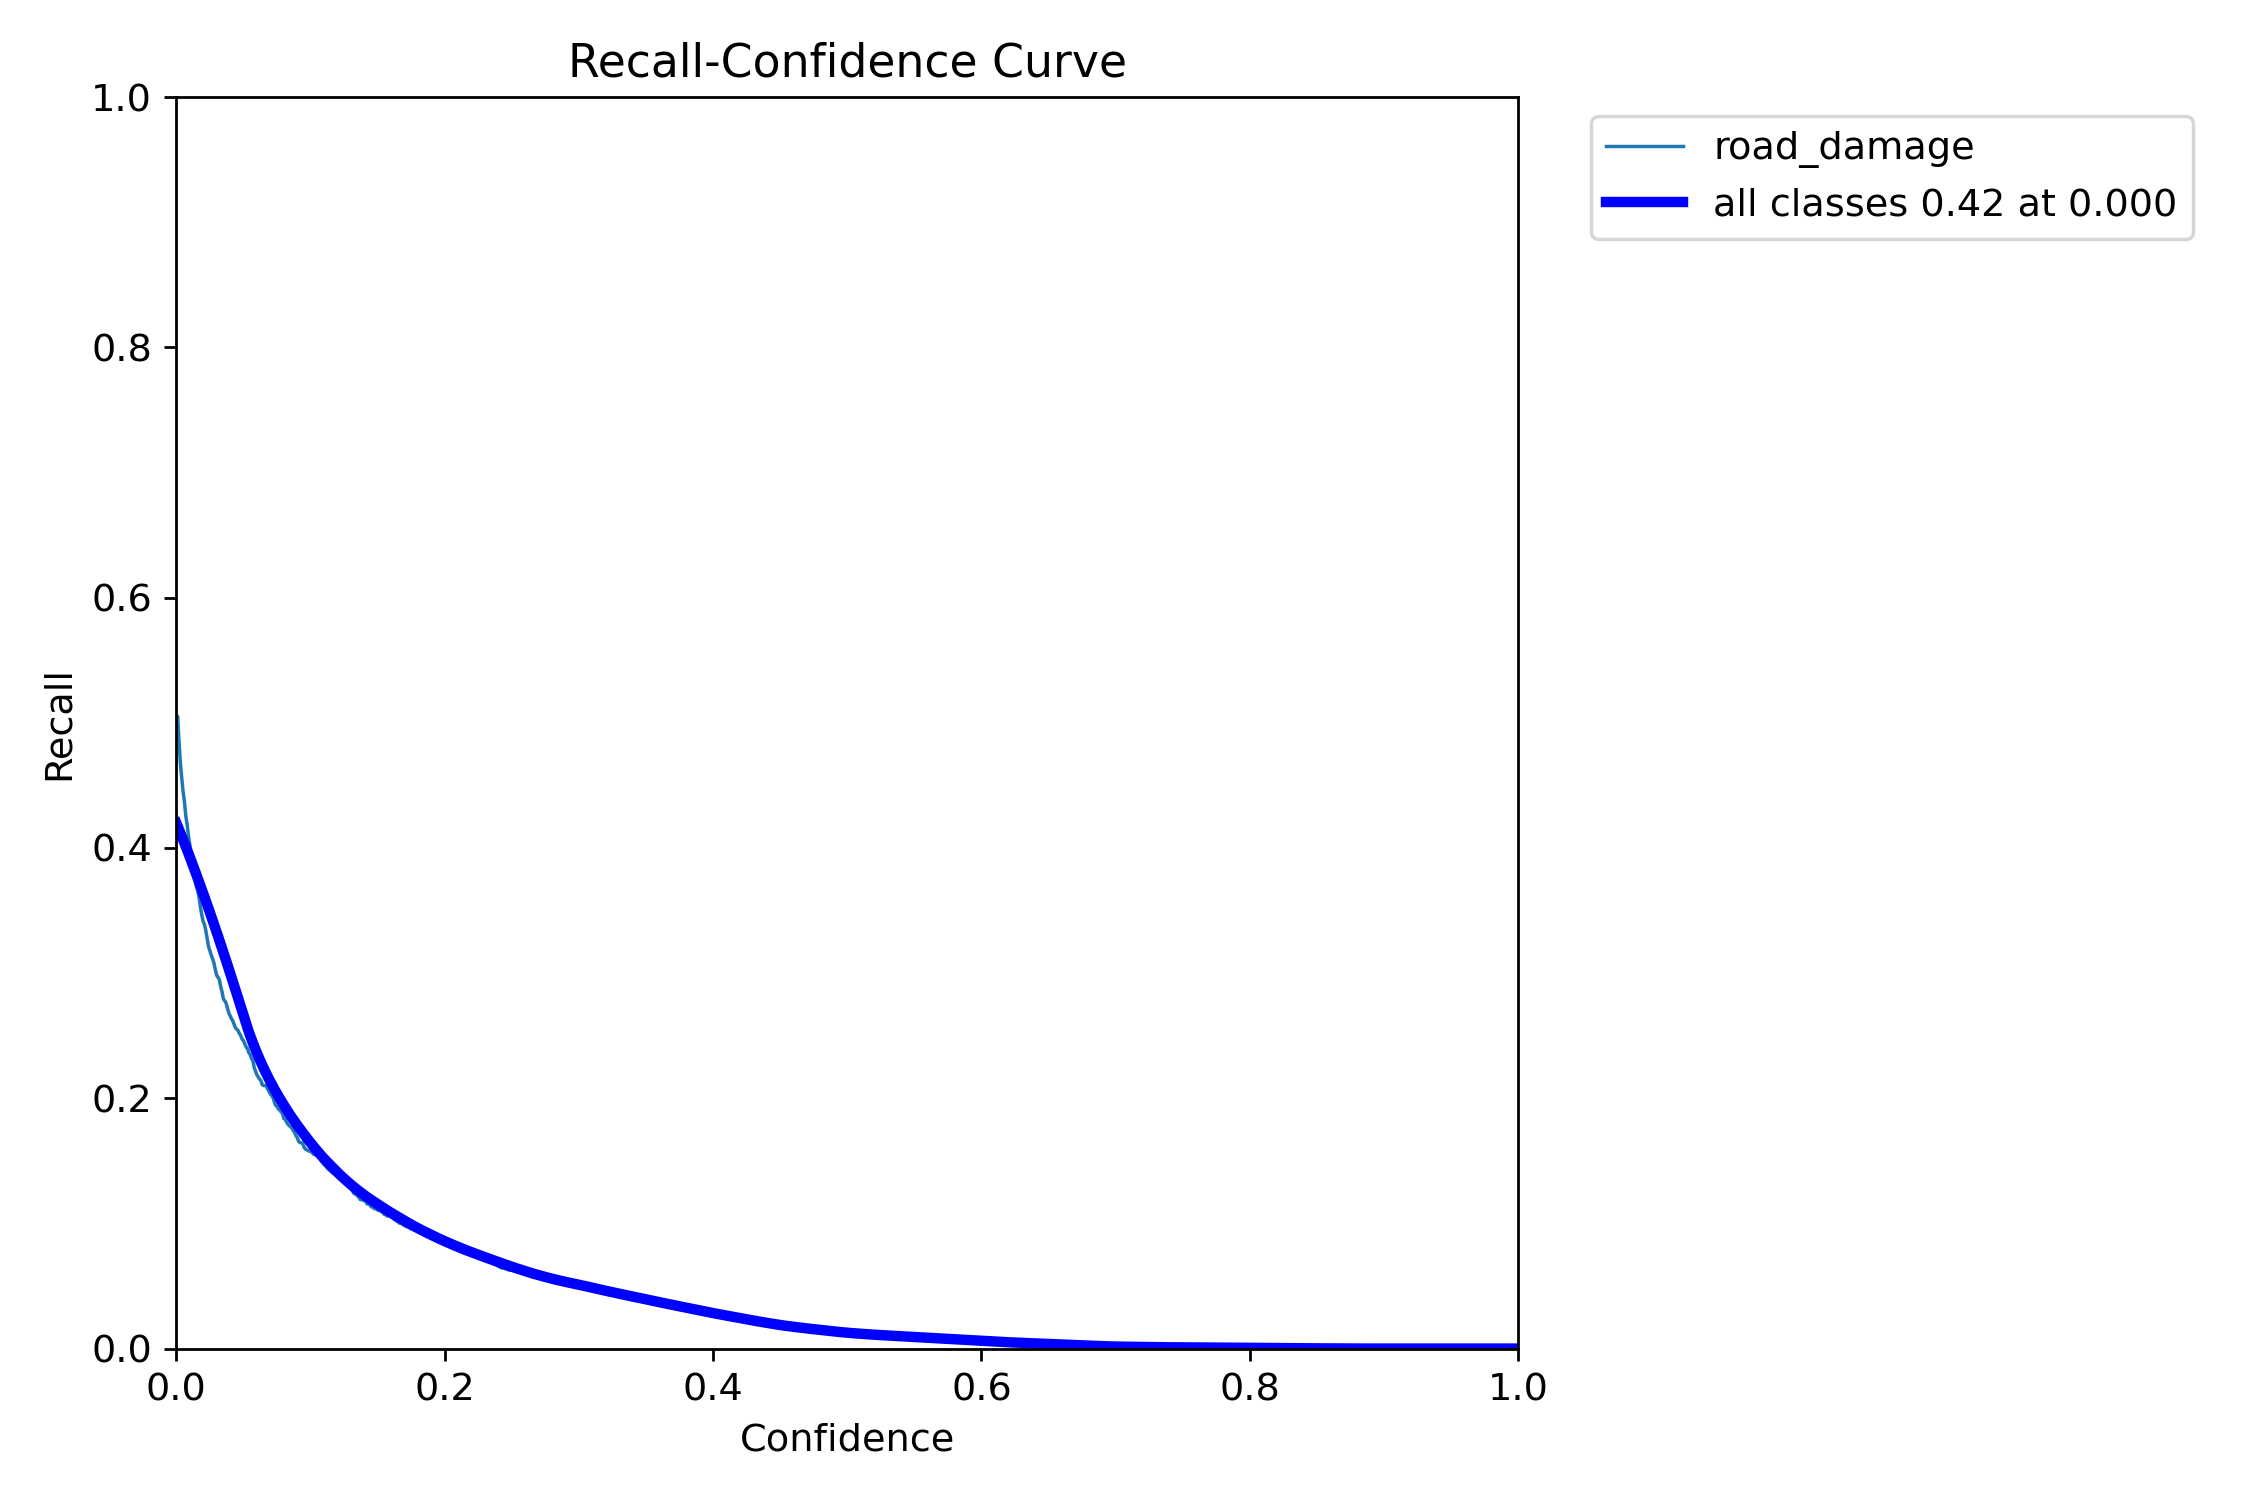 Recall-Confidence Curve
1.0
0.8
0.6
0.4
0.2
0.0
Recall
0.0 0.2 0.4 0.6 0.8 1.0
Confidence
road_damage
all classes 0.42 at 0.000